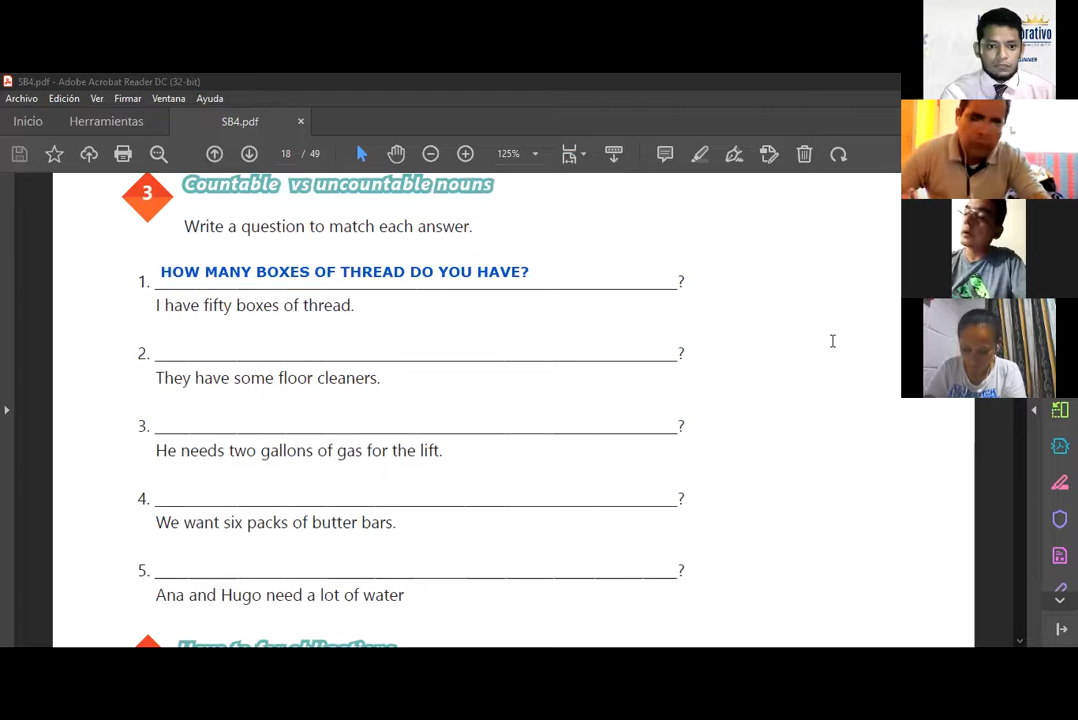 SB4.pdf - Adobe Acrobat Reader DC (32-bit)
Archivo Edición Ver Firmar Ventana Ayuda
Inicio Herramientas SB4.pdf ×
18 / 49 125%
3 Countable vs uncountable nouns
Write a question to match each answer.
HOW MANY BOXES OF THREAD DO YOU HAVE?
1. ?
I have fifty boxes of thread.
2. ?
They have some floor cleaners.
3. ?
He needs two gallons of gas for the lift.
4. ?
We want six packs of butter bars.
5. ?
Ana and Hugo need a lot of water